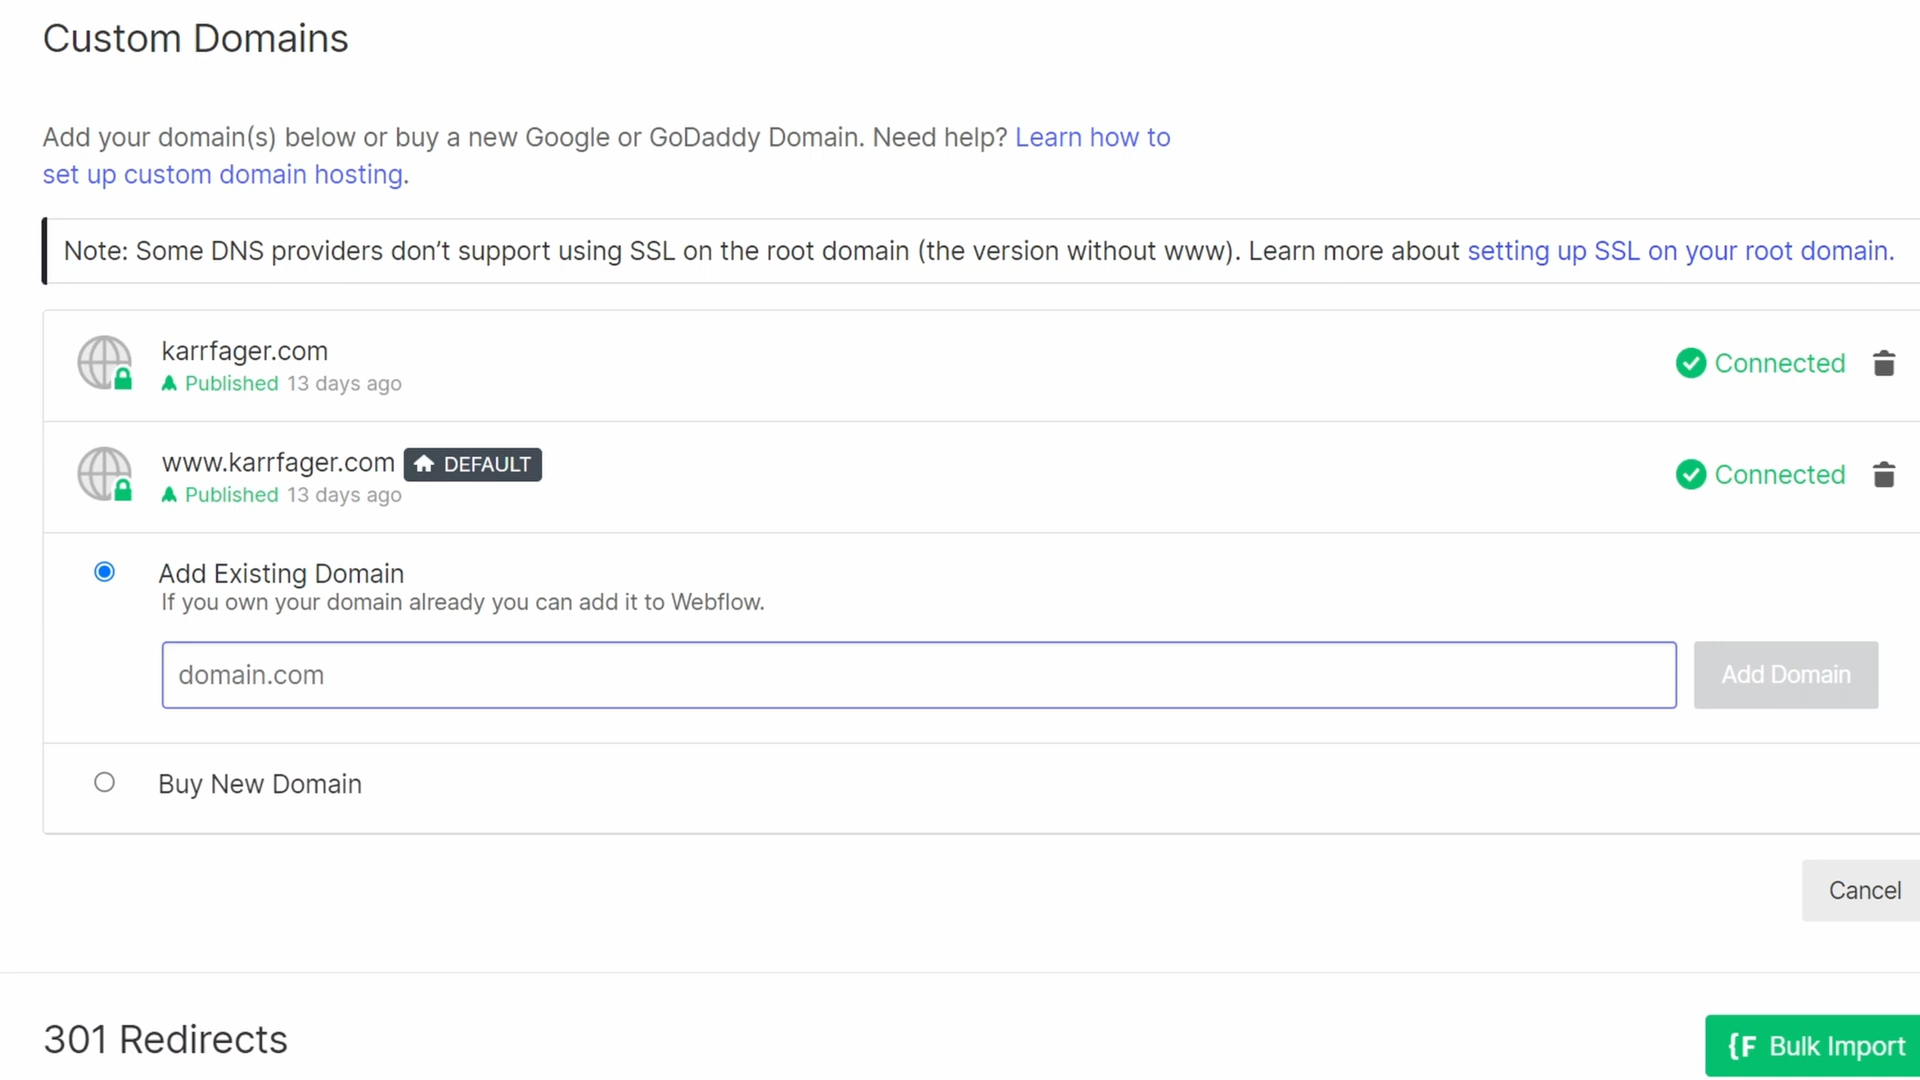 Custom Domains
Add your domain(s) below or buy a new Google or GoDaddy Domain. Need help? Learn how to
set up custom domain hosting.
Note: Some DNS providers don’t support using SSL on the root domain (the version without www). Learn more about setting up SSL on your root domain.
karrfager.com
Published 13 days ago
Connected
www.karrfager.com DEFAULT
Published 13 days ago
Connected
Add Existing Domain
If you own your domain already you can add it to Webflow.
domain.com
Add Domain
Buy New Domain
Cancel
301 Redirects
{F Bulk Import